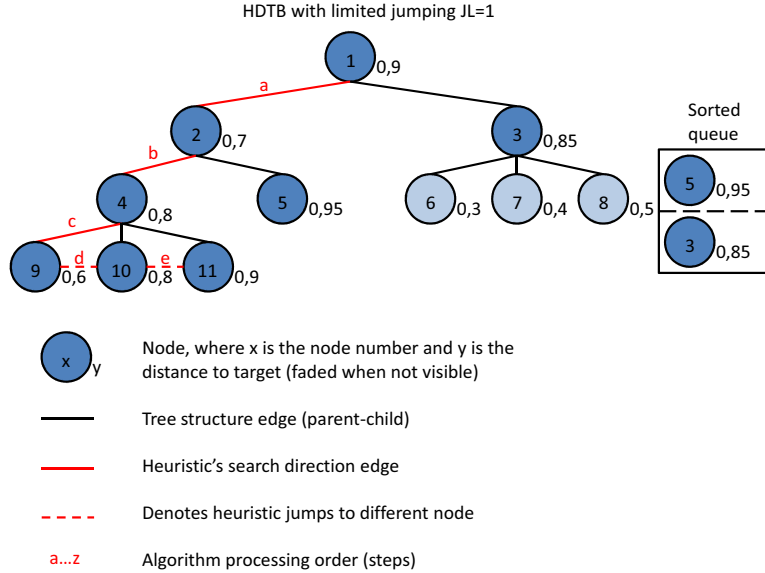 HDTB with limited jumping JL=1
1
0,9
a
Sorted
queue
2
0,7
3
0,85
b
5
0,95
4
0,8
5
0,95
6
0,3
7
0,4
8
0,5
c
3
0,85
9
0,6
d
10
0,8
e
11
0,9
x
y
Node, where x is the node number and y is the
distance to target (faded when not visible)
Tree structure edge (parent-child)
Heuristic's search direction edge
Denotes heuristic jumps to different node
a...z
Algorithm processing order (steps)